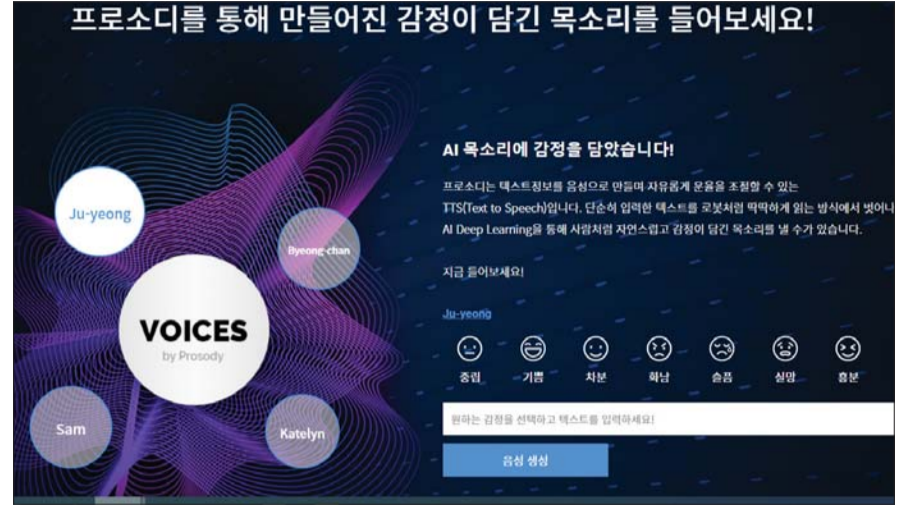 프로소디를 통해 만들어진 감정이 담긴 목소리를 들어보세요!
AI 목소리에 감정을 담았습니다!
프로소디는 텍스트정보를 음성으로 만들며 자유롭게 운율을 조절할 수 있는
TTS(Text to Speech)입니다. 단순히 입력한 텍스트를 로봇처럼 딱딱하게 읽는 방식에서 벗어나
AI Deep Learning을 통해 사람처럼 자연스럽고 감정이 담긴 목소리를 낼 수가 있습니다.
지금 들어보세요!
Ju-yeong
Ju-yeong
Byeong-chan
VOICES
by Prosody
Sam
Katelyn
중립 기쁨 차분 화남 슬픔 실망 흥분
원하는 감정을 선택하고 텍스트를 입력하세요!
음성 생성